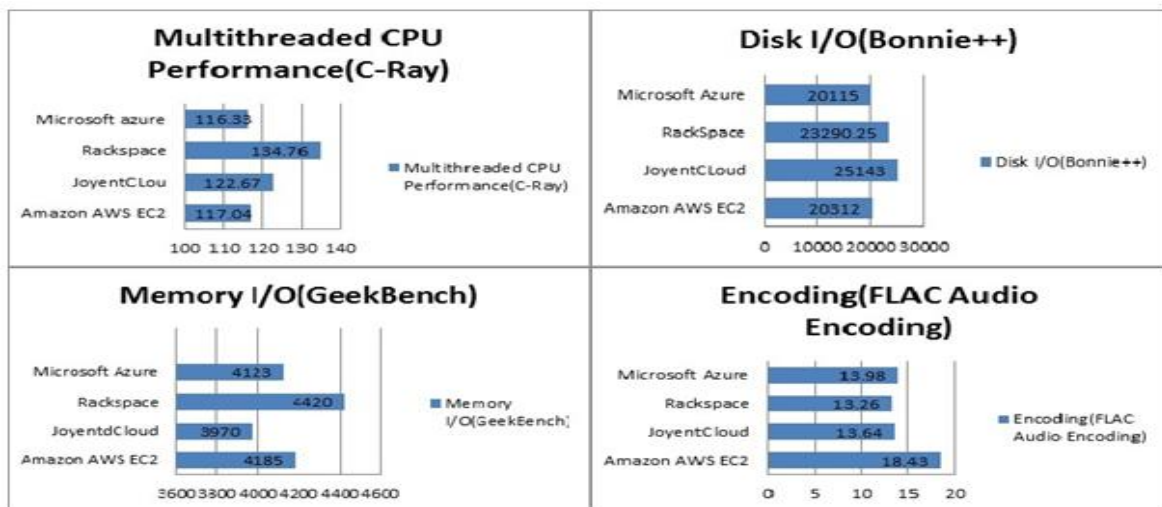 Multithreaded CPU
Performance(C-Ray)
Microsoft azure
116.33
Rackspace
134.76
JoyentCLou
122.67
Amazon AWS EC2
117.04
100 110 120 130 140
Multithreaded CPU
Performance(C-Ray)
Disk I/O(Bonnie++)
Microsoft Azure
20115
RackSpace
23290.25
JoyentCLoud
25143
Amazon AWS EC2
20312
0 10000 20000 30000
Disk I/O(Bonnie++)
Memory I/O(GeekBench)
Microsoft Azure
4123
Rackspace
4420
JoyentdCloud
3970
Amazon AWS EC2
4185
3600 3800 4000 4200 4400 4600
Memory
I/O(GeekBench)
Encoding(FLAC Audio
Encoding)
Microsoft Azure
13.98
Rackspace
13.26
JoyentCloud
13.64
Amazon AWS EC2
18.43
0 5 10 15 20
Encoding(FLAC
Audio Encoding)